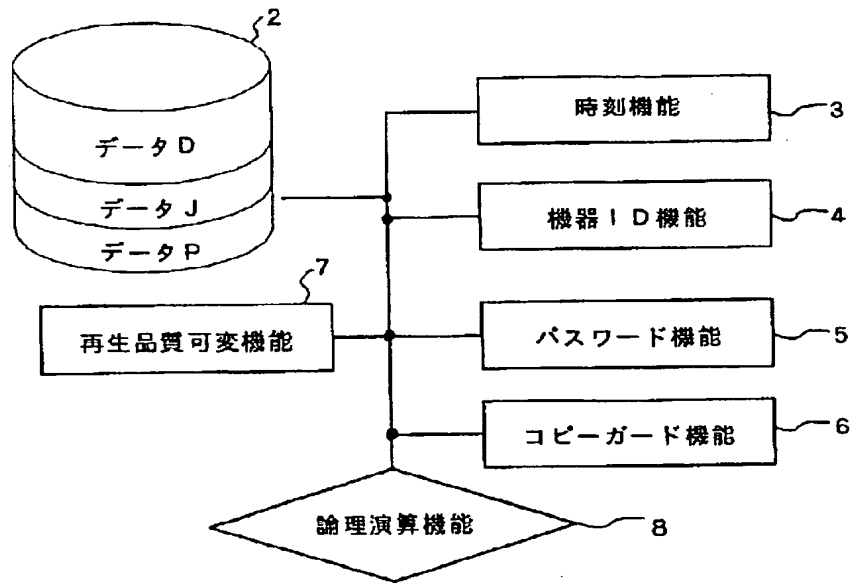 2
データD
データJ
データP
時刻機能
3
機器ID機能
4
7
再生品質可変機能
パスワード機能
5
コピーガード機能
6
論理演算機能
8